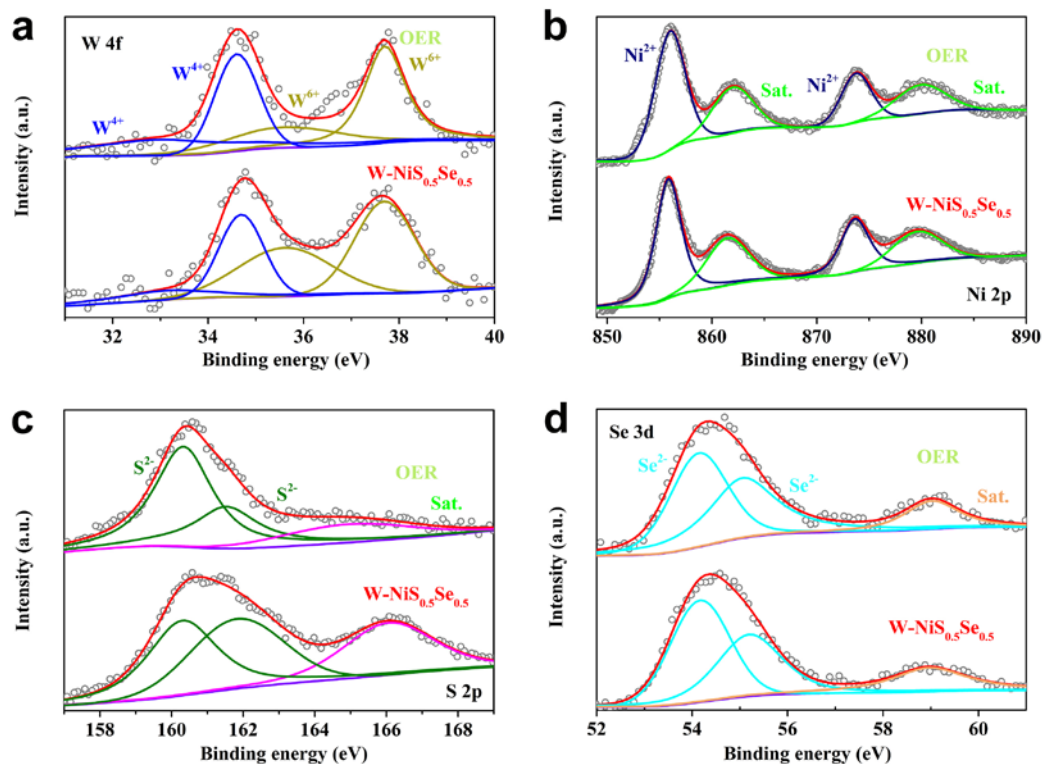 a
W 4f
OER
W⁴⁺
W⁶⁺
W⁶⁺
W⁴⁺
W-NiS₀.₅Se₀.₅
Intensity (a.u.)
32 34 36 38 40
Binding energy (eV)
b
Ni²⁺
OER
Sat.
Ni²⁺
Sat.
W-NiS₀.₅Se₀.₅
Ni 2p
Intensity (a.u.)
850 860 870 880 890
Binding energy (eV)
c
S²⁻
S²⁻
OER
Sat.
W-NiS₀.₅Se₀.₅
S 2p
Intensity (a.u.)
158 160 162 164 166 168
Binding energy (eV)
d
Se 3d
Se²⁻
Se²⁻
OER
Sat.
W-NiS₀.₅Se₀.₅
Intensity (a.u.)
52 54 56 58 60
Binding energy (eV)